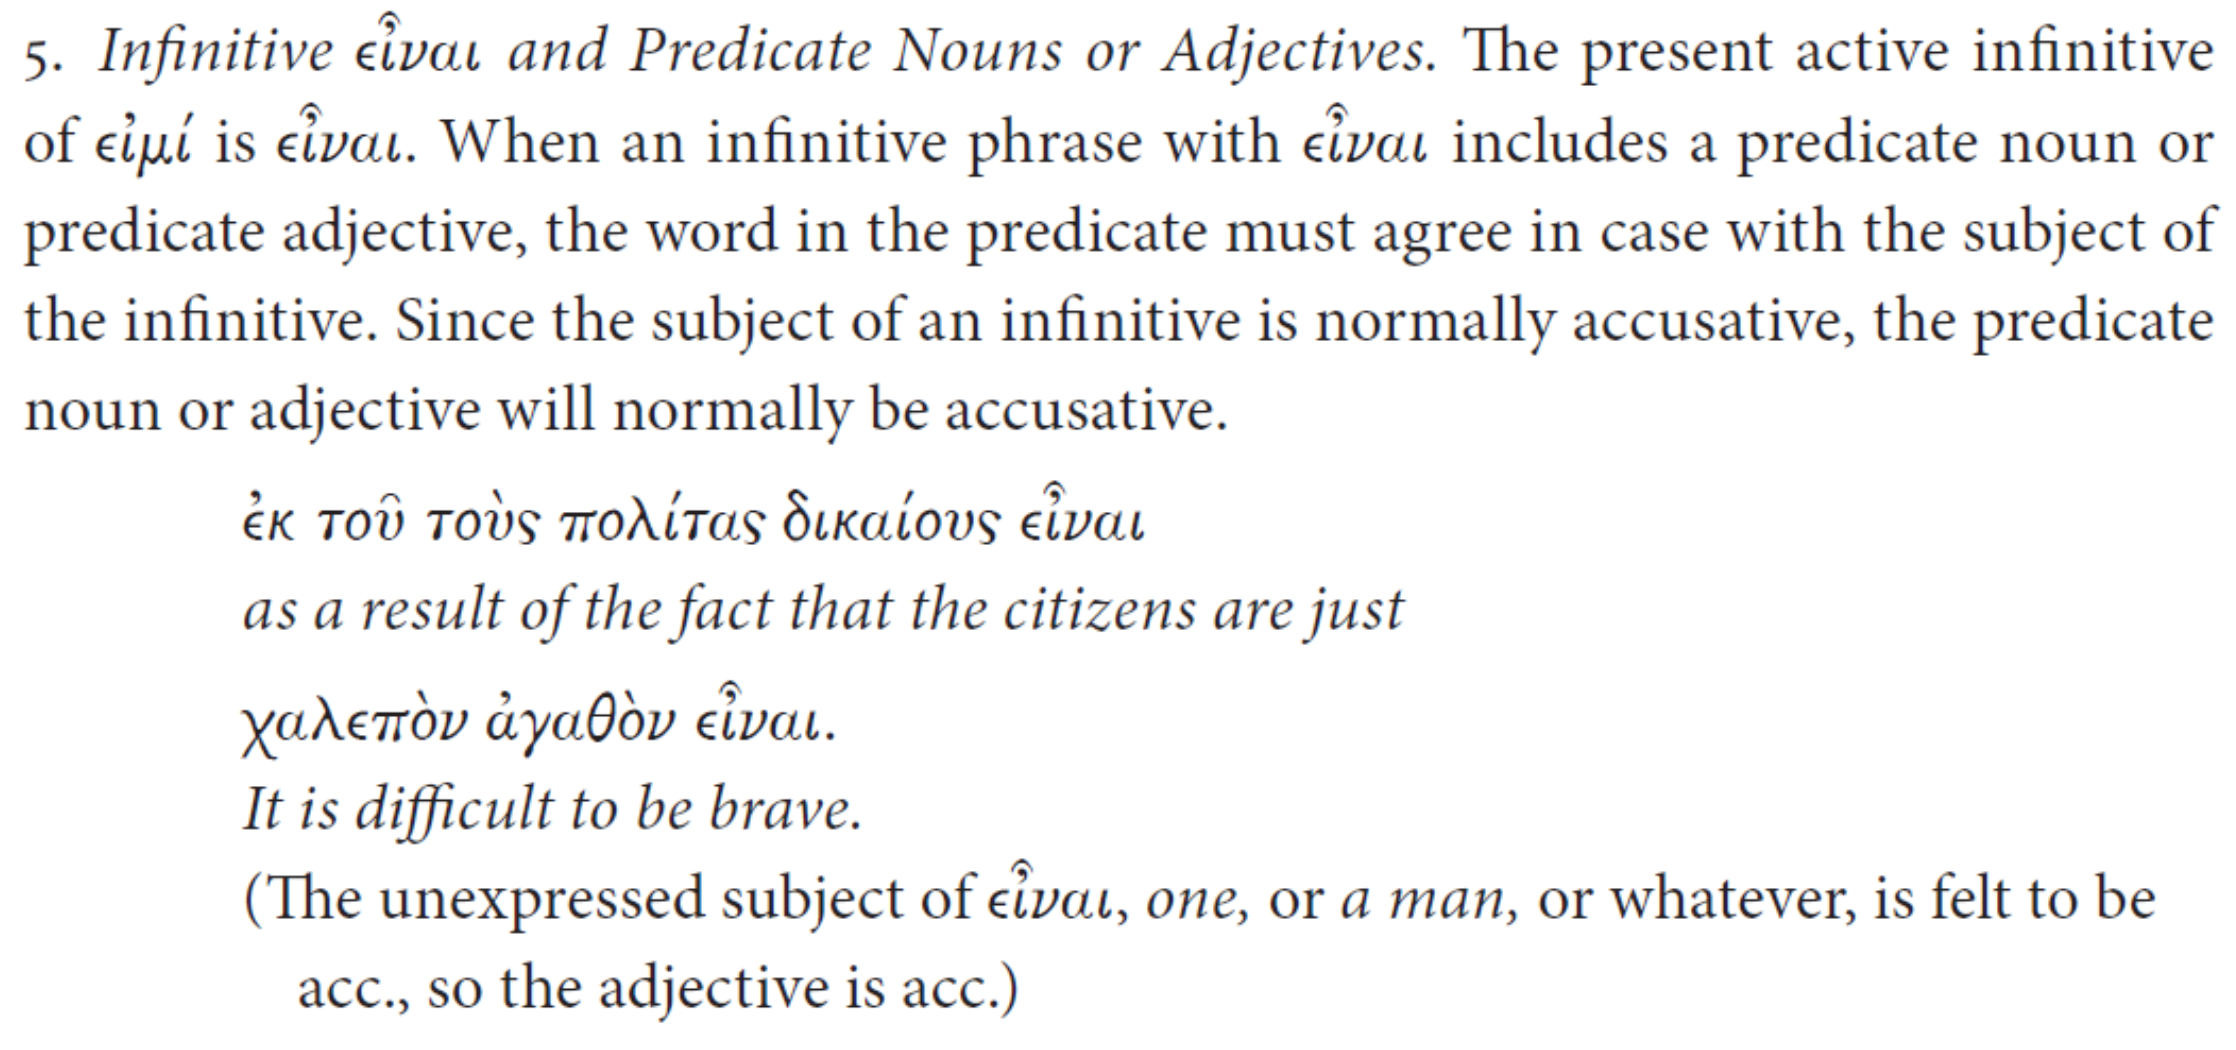 5. Infinitive εἶναι and Predicate Nouns or Adjectives. The present active infinitive
of εἰμί is εἶναι. When an infinitive phrase with εἶναι includes a predicate noun or
predicate adjective, the word in the predicate must agree in case with the subject of
the infinitive. Since the subject of an infinitive is normally accusative, the predicate
noun or adjective will normally be accusative.
ἐκ τοῦ τοὺς πολίτας δικαίους εἶναι
as a result of the fact that the citizens are just
χαλεπὸν ἀγαθὸν εἶναι.
It is difficult to be brave.
(The unexpressed subject of εἶναι, one, or a man, or whatever, is felt to be
acc., so the adjective is acc.)